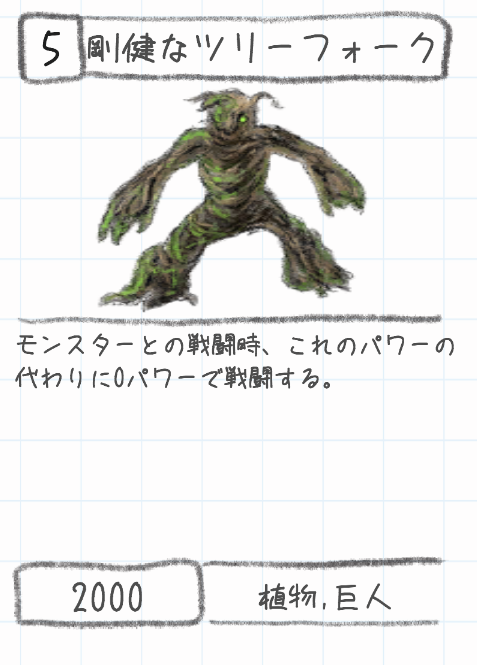 5
剛健なツリーフォーク
モンスターとの戦闘時、これのパワーの
代わりに0パワーで戦闘する。
2000
植物,巨人